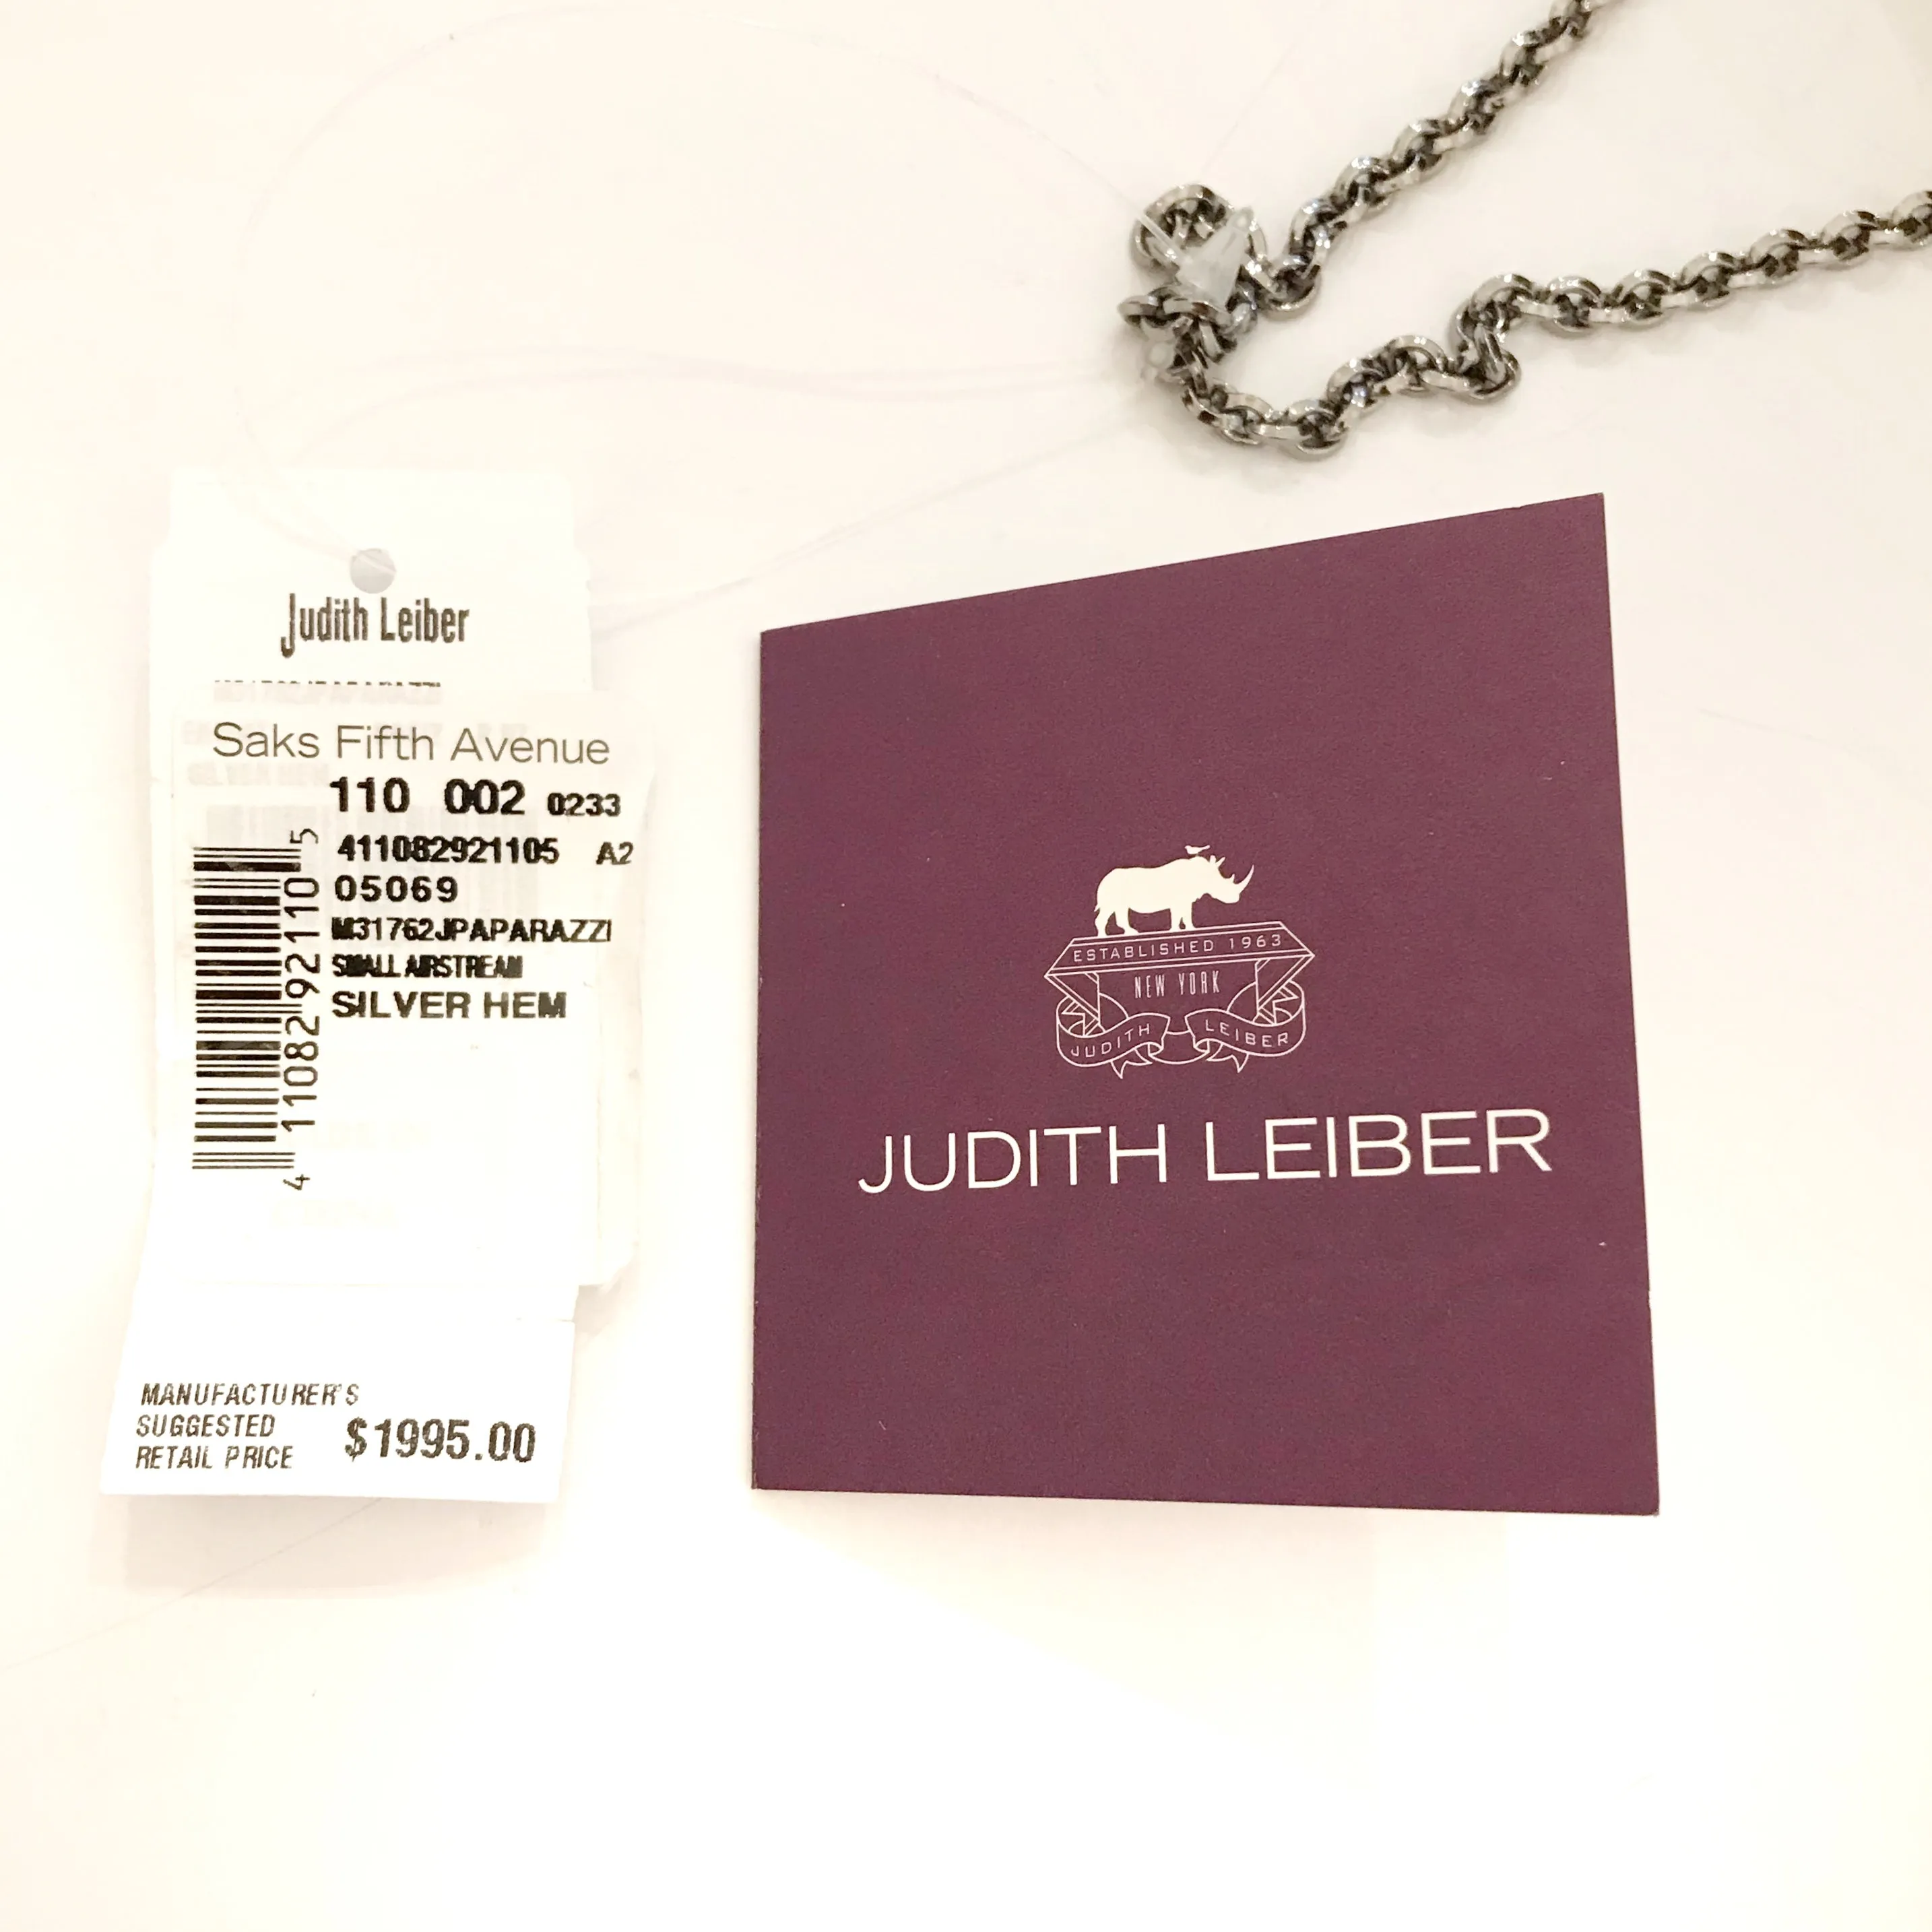 Judith Leiber
Saks Fifth Avenue
110 002 0233
411082921105 A2
05069
M31762JPAPARAZZI
SMALL AIRSTREAM
SILVER HEM
4 11082 92110 5
MANUFACTURER'S
SUGGESTED
RETAIL PRICE
$1995.00
ESTABLISHED 1963
NEW YORK
JUDITH LEIBER
JUDITH LEIBER